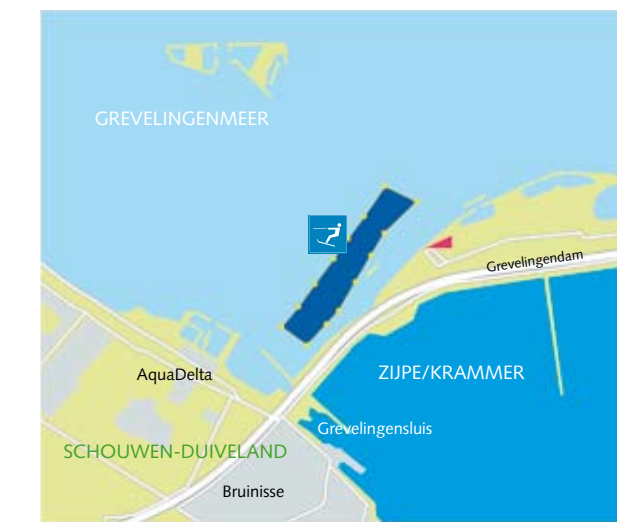 GREVELINGENMEER
Grevelingendam
AquaDelta
ZIJPE/KRAMMER
Grevelingensluis
SCHOUWEN-DUIVELAND
Bruinisse